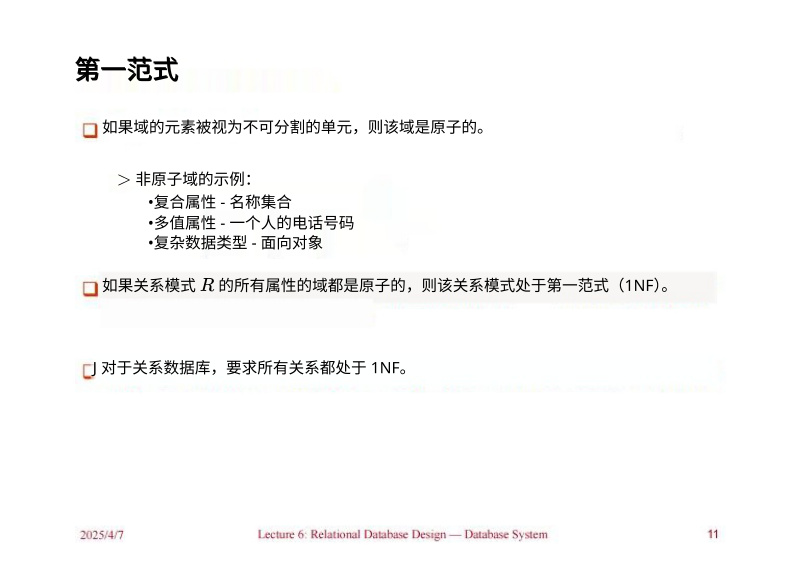 第一范式
如果域的元素被视为不可分割的单元，则该域是原子的。
> 非原子域的示例：
•复合属性 - 名称集合
•多值属性 - 一个人的电话号码
•复杂数据类型 - 面向对象
如果关系模式 R 的所有属性的域都是原子的，则该关系模式处于第一范式（1NF）。
J 对于关系数据库，要求所有关系都处于 1NF。
2025/4/7 Lecture 6: Relational Database Design — Database System 11